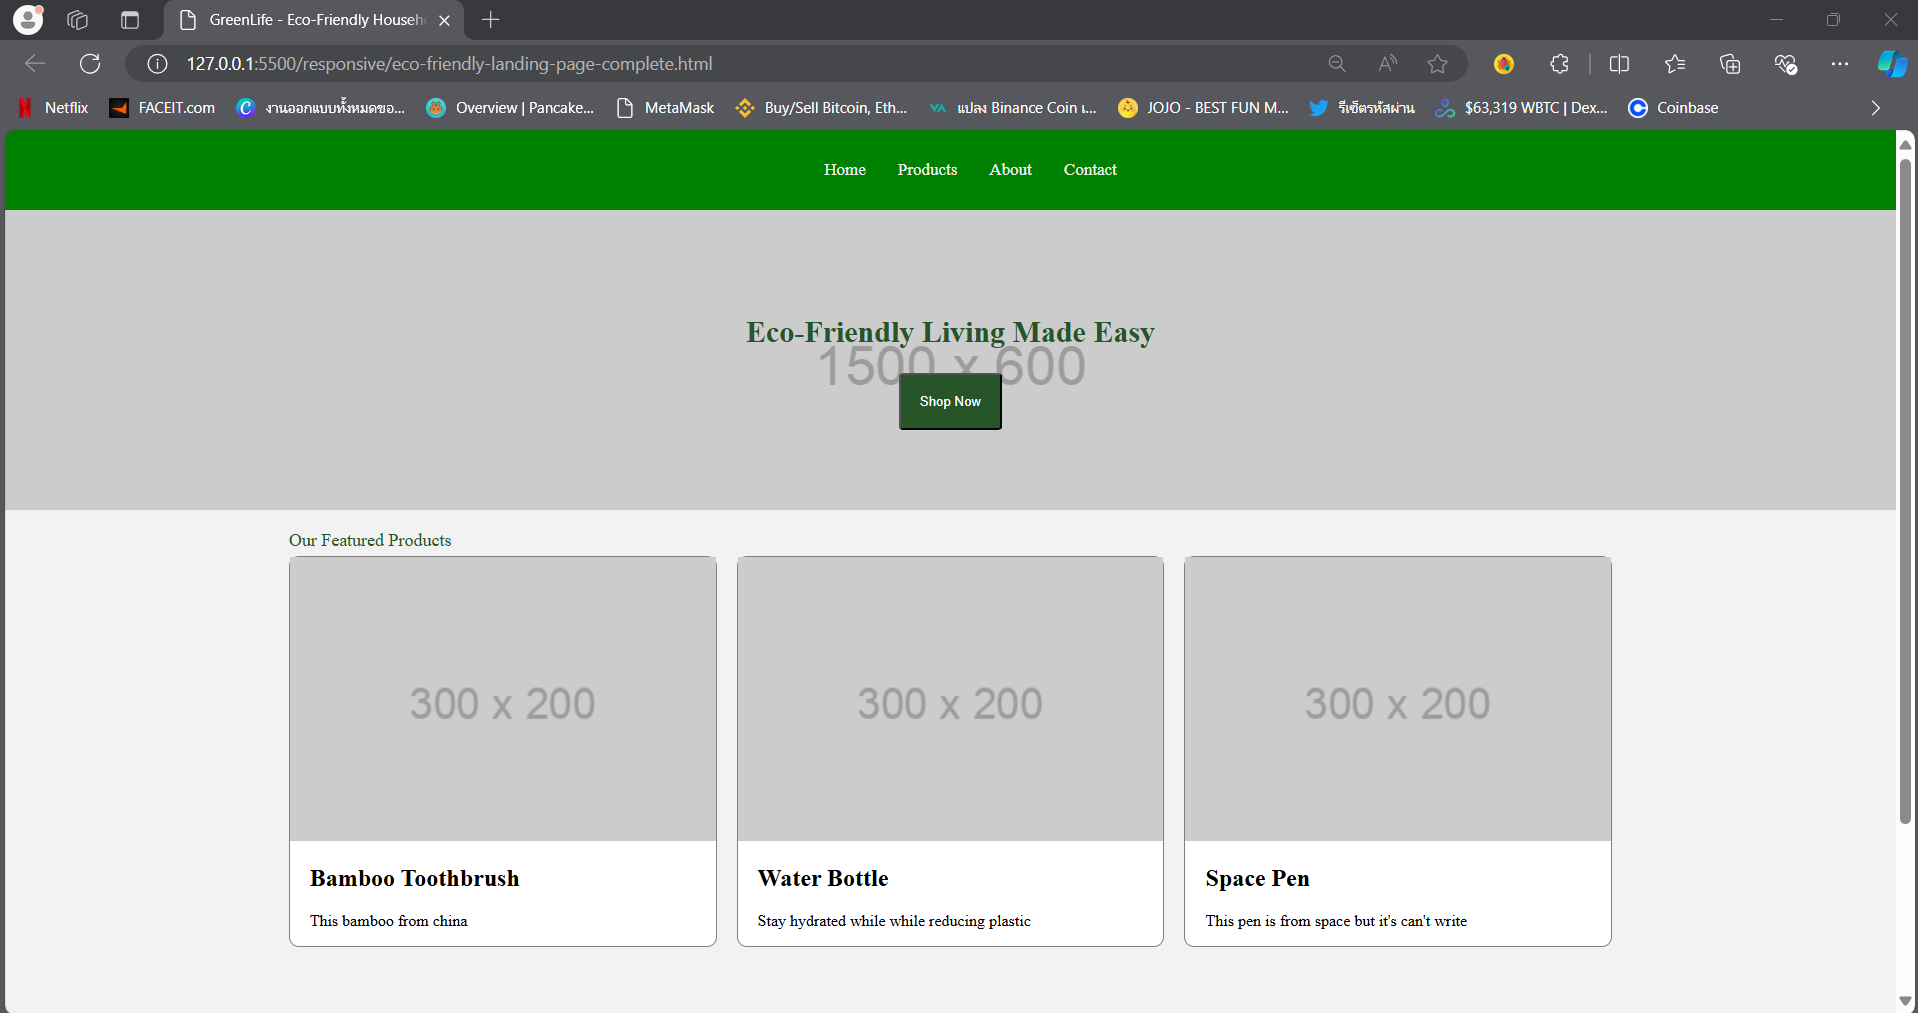 GreenLife - Eco-Friendly Househ
127.0.0.1:5500/responsive/eco-friendly-landing-page-complete.html
Netflix
FACEIT.com
งานออกแบบทั้งหมดของ...
Overview | Pancake...
MetaMask
Buy/Sell Bitcoin, Eth...
แปลง Binance Coin เ...
JOJO - BEST FUN M...
รีเซ็ตรหัสผ่าน
$63,319 WBTC | Dex...
Coinbase
Home Products About Contact
Eco-Friendly Living Made Easy
1500 x 600
Shop Now
Our Featured Products
300 x 200
300 x 200
300 x 200
Bamboo Toothbrush
This bamboo from china
Water Bottle
Stay hydrated while while reducing plastic
Space Pen
This pen is from space but it's can't write